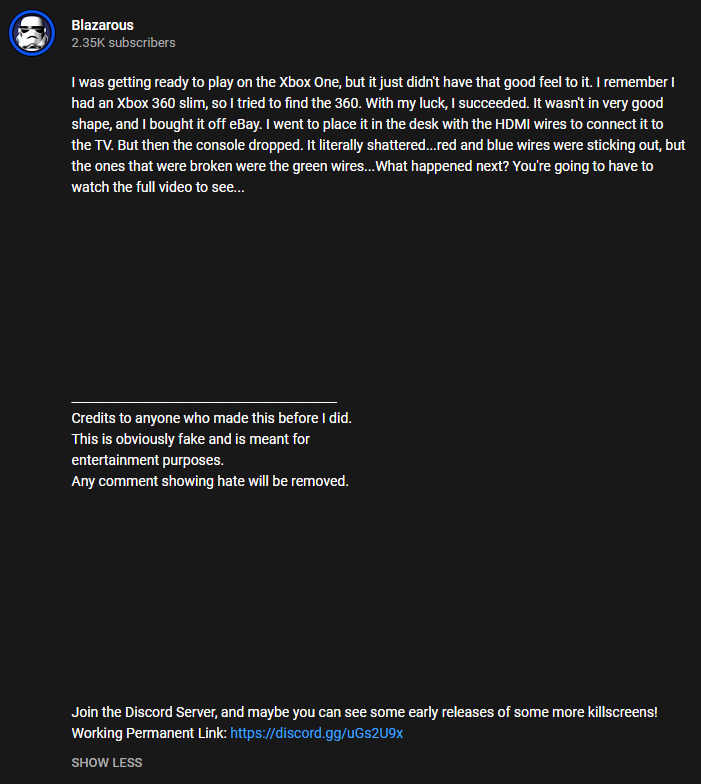 Blazarous
2.35K subscribers
I was getting ready to play on the Xbox One, but it just didn't have that good feel to it. I remember I
had an Xbox 360 slim, so I tried to find the 360. With my luck, I succeeded. It wasn't in very good
shape, and I bought it off eBay. I went to place it in the desk with the HDMI wires to connect it to
the TV. But then the console dropped. It literally shattered...red and blue wires were sticking out, but
the ones that were broken were the green wires...What happened next? You're going to have to
watch the full video to see...
______________________________________
Credits to anyone who made this before I did.
This is obviously fake and is meant for
entertainment purposes.
Any comment showing hate will be removed.
Join the Discord Server, and maybe you can see some early releases of some more killscreens!
Working Permanent Link: https://discord.gg/uGs2U9x
SHOW LESS